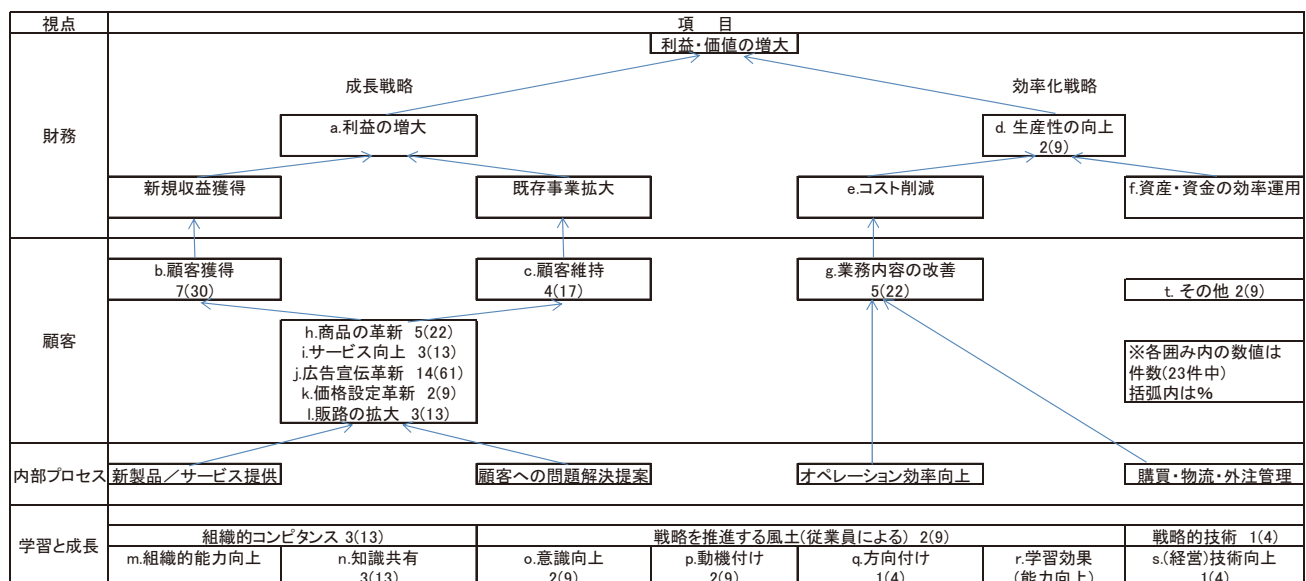 視点
項 目
利益・価値の増大
成長戦略
効率化戦略
財務
a.利益の増大
d. 生産性の向上
2(9)
新規収益獲得
既存事業拡大
e.コスト削減
f.資産・資金の効率運用
顧客
b.顧客獲得
7(30)
c.顧客維持
4(17)
g.業務内容の改善
5(22)
t. その他 2(9)
h.商品の革新 5(22)
i.サービス向上 3(13)
j.広告宣伝革新 14(61)
k.価格設定革新 2(9)
l.販路の拡大 3(13)
※各囲み内の数値は
件数(23件中)
括弧内は%
内部プロセス
新製品/サービス提供
顧客への問題解決提案
オペレーション効率向上
購買・物流・外注管理
学習と成長
組織的コンピタンス 3(13)
戦略を推進する風土(従業員による) 2(9)
戦略的技術 1(4)
m.組織的能力向上
n.知識共有
3(13)
o.意識向上
2(9)
p.動機付け
2(9)
q.方向付け
1(4)
r.学習効果
(能力向上)
s.(経営)技術向上
1(4)